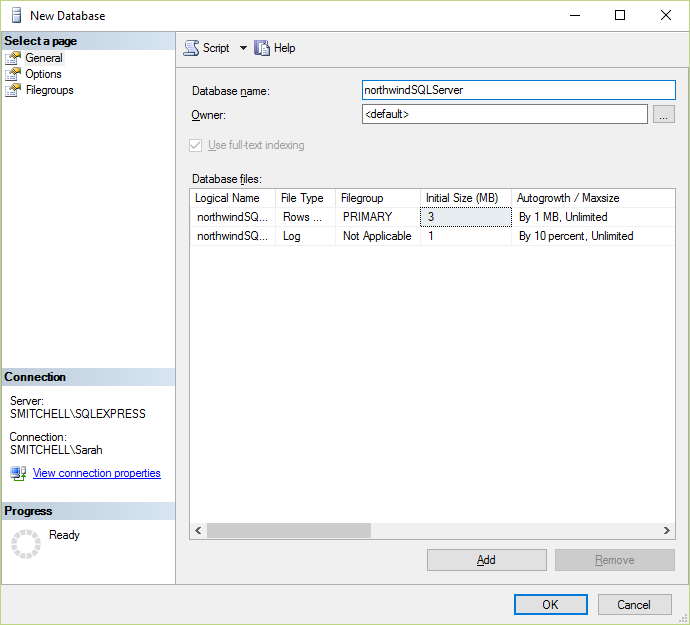 New Database
Select a page
General
Options
Filegroups
Script Help
Database name: northwindSQLServer
Owner: <default> ...
Use full-text indexing
Database files:
Logical Name File Type Filegroup Initial Size (MB) Autogrowth / Maxsize
northwindSQ... Rows ... PRIMARY 3 By 1 MB, Unlimited
northwindSQ... Log Not Applicable 1 By 10 percent, Unlimited
Connection
Server:
SMITCHELL\SQLEXPRESS
Connection:
SMITCHELL\Sarah
View connection properties
Progress
Ready
Add Remove
OK Cancel